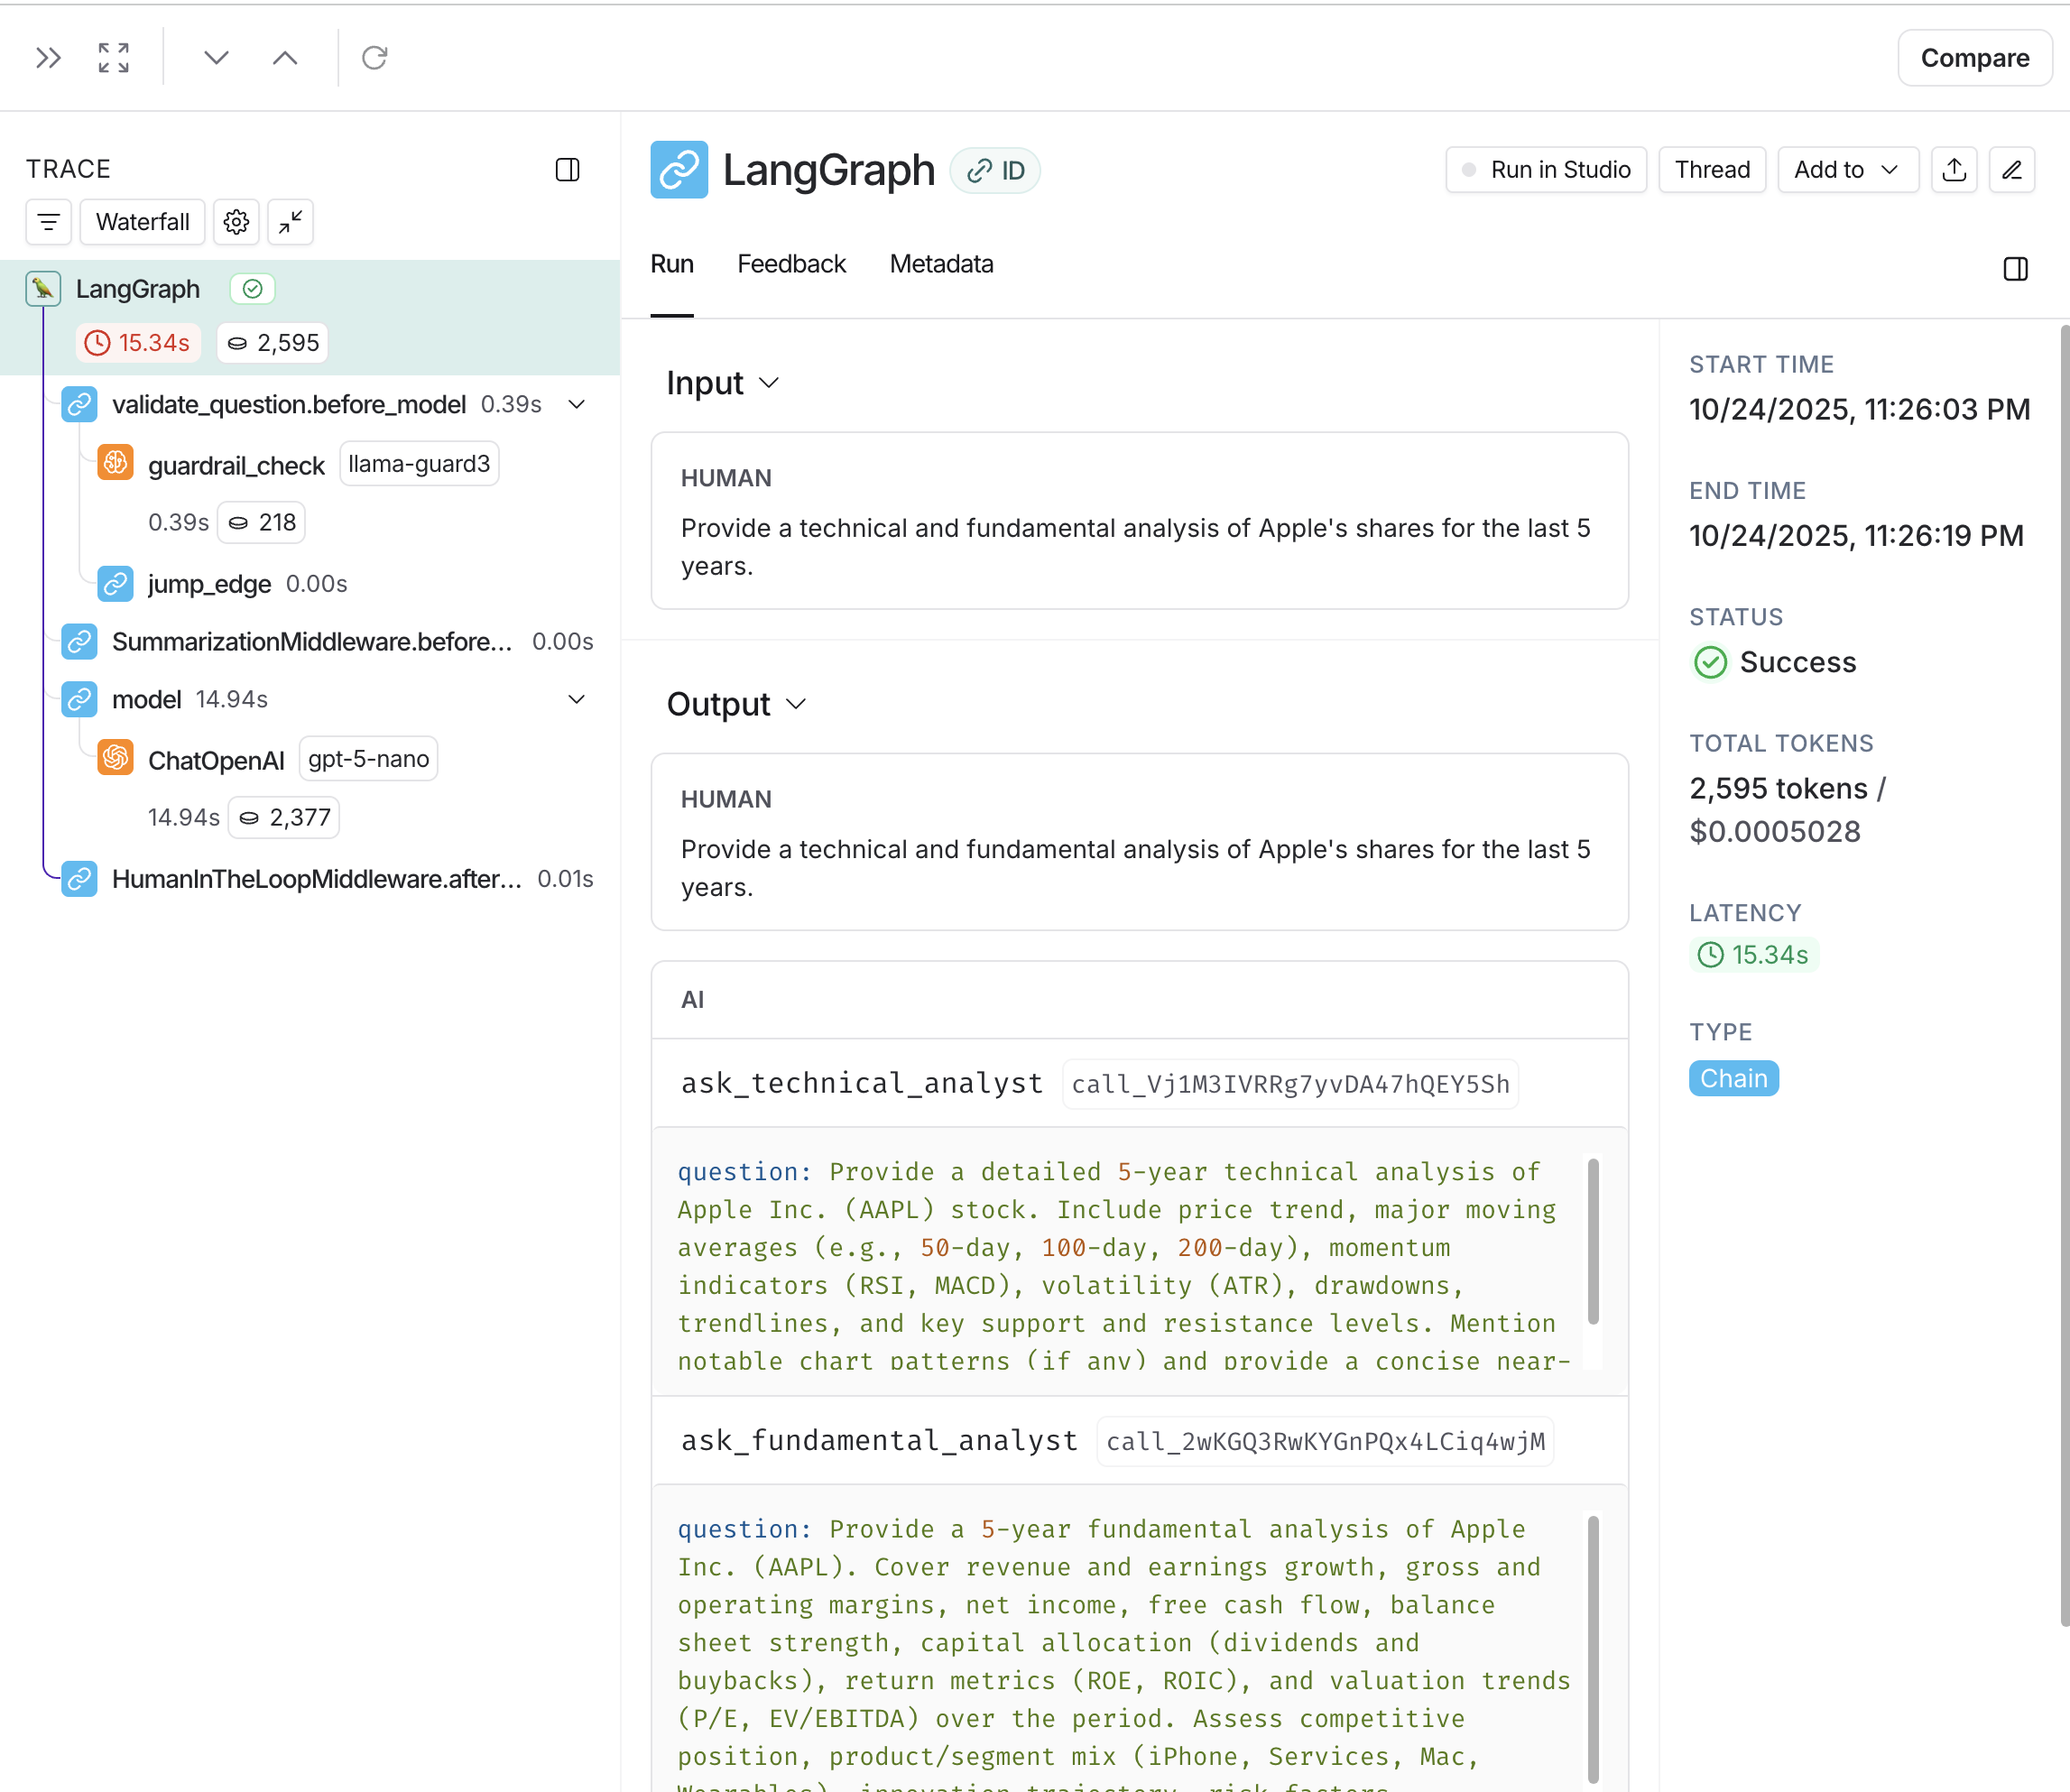 Compare
TRACE
Waterfall
LangGraph
15.34s 2,595
validate_question.before_model 0.39s
guardrail_check llama-guard3
0.39s 218
jump_edge 0.00s
SummarizationMiddleware.before... 0.00s
model 14.94s
ChatOpenAI gpt-5-nano
14.94s 2,377
HumanInTheLoopMiddleware.after... 0.01s
LangGraph ID
Run in Studio Thread Add to
Run Feedback Metadata
Input
HUMAN
Provide a technical and fundamental analysis of Apple's shares for the last 5
years.
Output
HUMAN
Provide a technical and fundamental analysis of Apple's shares for the last 5
years.
AI
ask_technical_analyst call_Vj1M3IVRRg7yvDA47hQEY5Sh
question: Provide a detailed 5-year technical analysis of
Apple Inc. (AAPL) stock. Include price trend, major moving
averages (e.g., 50-day, 100-day, 200-day), momentum
indicators (RSI, MACD), volatility (ATR), drawdowns,
trendlines, and key support and resistance levels. Mention
notable chart patterns (if any) and provide a concise near-
ask_fundamental_analyst call_2wKGQ3RwKYGnPQx4LCiq4wjM
question: Provide a 5-year fundamental analysis of Apple
Inc. (AAPL). Cover revenue and earnings growth, gross and
operating margins, net income, free cash flow, balance
sheet strength, capital allocation (dividends and
buybacks), return metrics (ROE, ROIC), and valuation trends
(P/E, EV/EBITDA) over the period. Assess competitive
position, product/segment mix (iPhone, Services, Mac,
Wearables), innovation trajectory, risk factors
START TIME
10/24/2025, 11:26:03 PM
END TIME
10/24/2025, 11:26:19 PM
STATUS
Success
TOTAL TOKENS
2,595 tokens /
$0.0005028
LATENCY
15.34s
TYPE
Chain